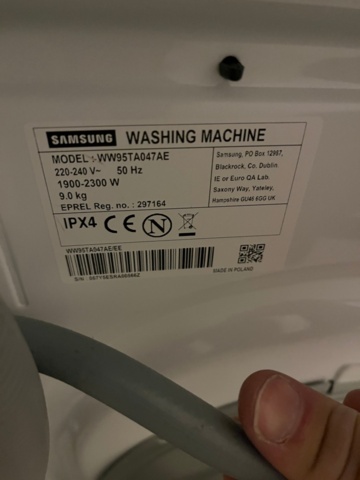 SAMSUNG WASHING MACHINE
MODEL :- WW95TA047AE
220-240 V~ 50 Hz
1900-2300 W
9.0 kg
EPREL Reg. no. : 297164
Samsung, PO Box 12987,
Blackrock, Co. Dublin.
IE or Euro QA Lab.
Saxony Way, Yateley,
Hampshire GU46 6GG UK
IPX4 CE N
WW95TA047AE/EE
MADE IN POLAND
S/N :